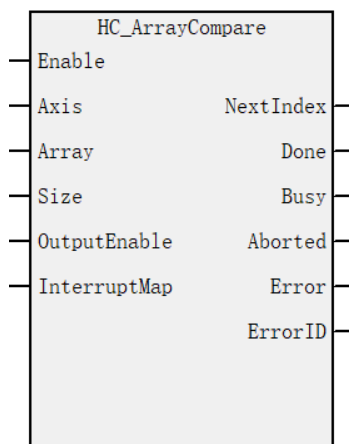 HC_ArrayCompare
Enable
Axis NextIndex
Array Done
Size Busy
OutputEnable Aborted
InterruptMap Error
ErrorID